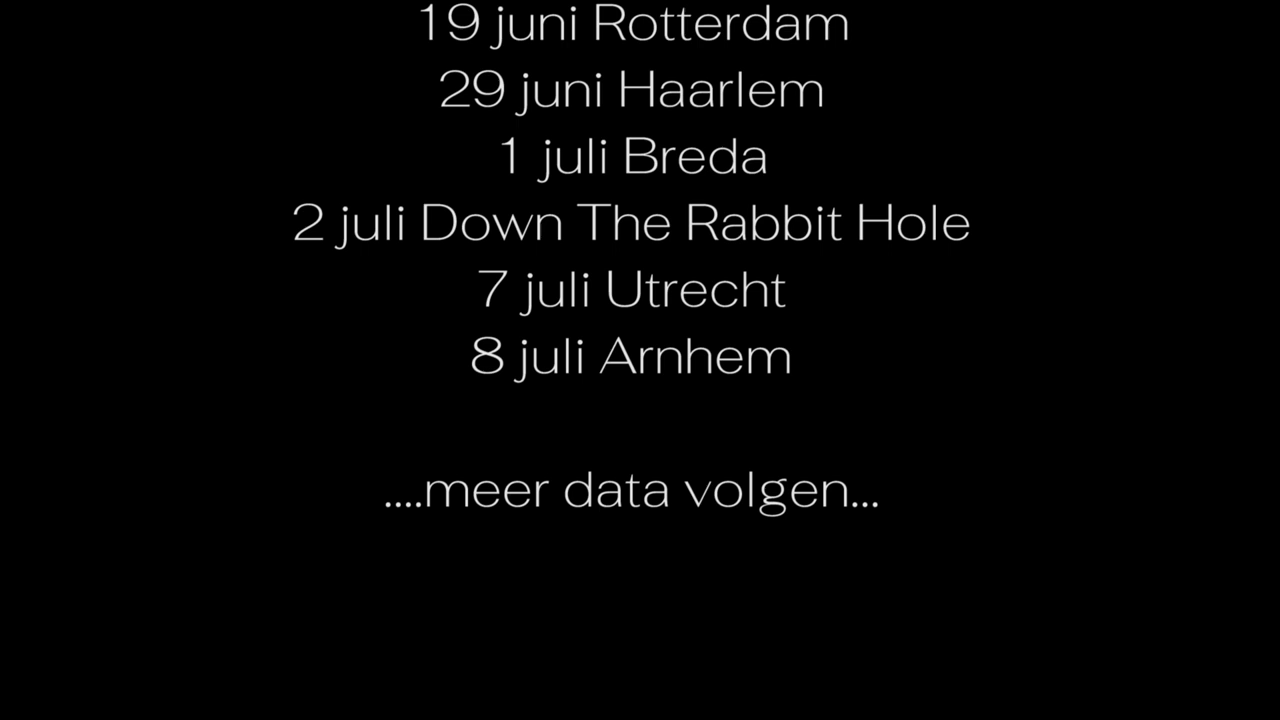 19 juni Rotterdam
29 juni Haarlem
1 juli Breda
2 juli Down The Rabbit Hole
7 juli Utrecht
8 juli Arnhem
....meer data volgen...